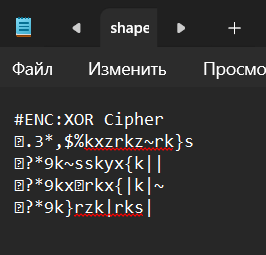 shape
Файл Изменить Просмо
#ENC:XOR Cipher
.3*,$%kxzrkz~rk}s
?*9k~sskyx{k||
?*9kxrkx{|k|~
?*9k}rzk|rks|